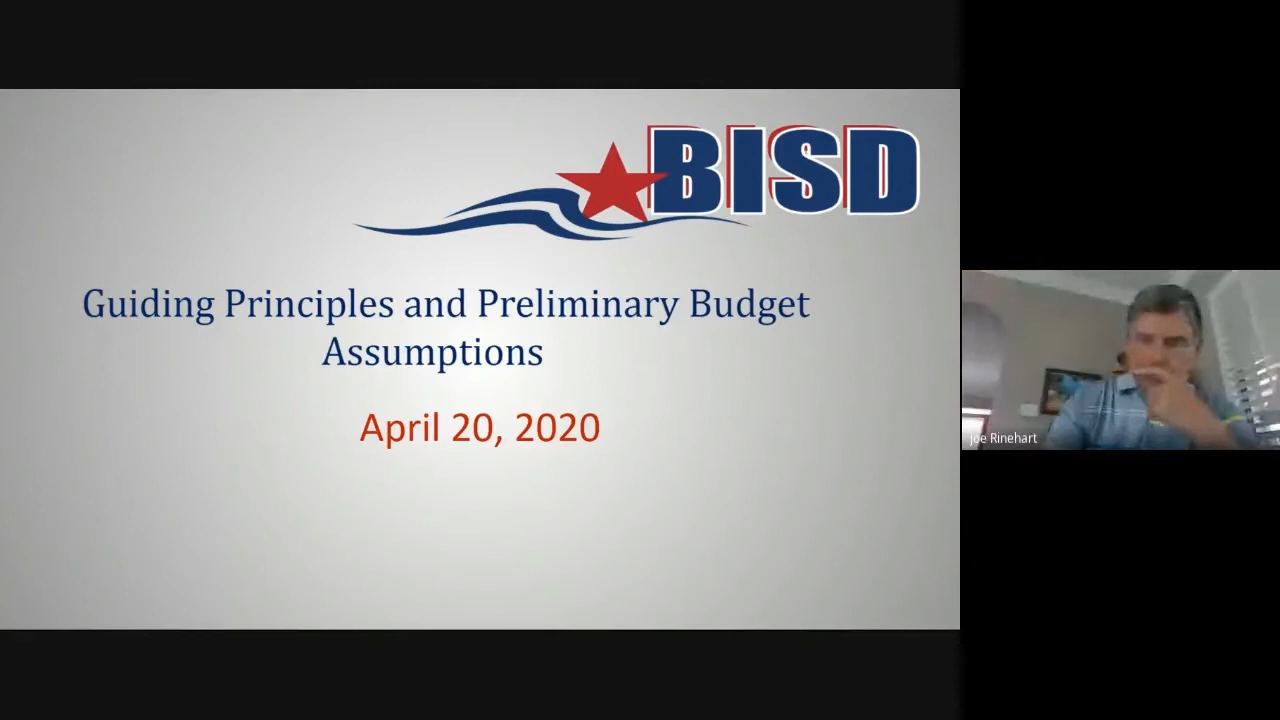 BISD
Guiding Principles and Preliminary Budget
Assumptions
April 20, 2020
Joe Rinehart